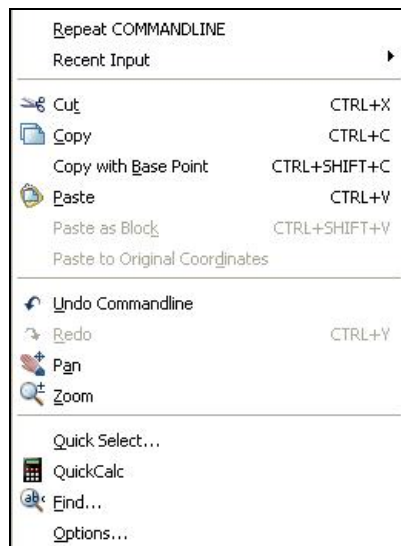 Repeat COMMANDLINE
Recent Input
Cut CTRL+X
Copy CTRL+C
Copy with Base Point CTRL+SHIFT+C
Paste CTRL+V
Paste as Block CTRL+SHIFT+V
Paste to Original Coordinates
Undo Commandline
Redo CTRL+Y
Pan
Zoom
Quick Select...
QuickCalc
Find...
Options...